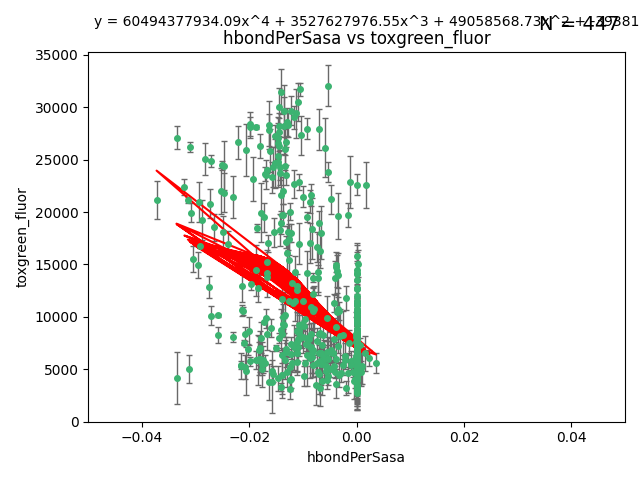 y = 60494377934.09x^4 + 3527627976.55x^3 + 49058568.73x^2 +
N = 447
hbondPerSasa vs toxgreen_fluor
35000
30000
25000
20000
15000
10000
5000
0
toxgreen_fluor
−0.04
−0.02
0.00
0.02
0.04
hbondPerSasa